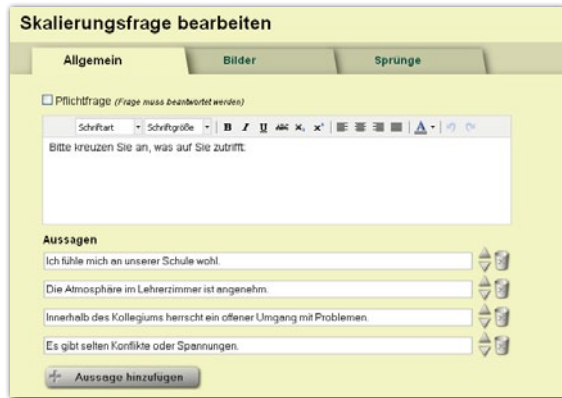 Skalierungsfrage bearbeiten
Allgemein Bilder Sprünge
Pflichtfrage (Frage muss beantwortet werden)
Schriftart Schriftgröße B I U ABC x, x² A
Bitte kreuzen Sie an, was auf Sie zutrifft:
Aussagen
Ich fühle mich an unserer Schule wohl.
Die Atmosphäre im Lehrerzimmer ist angenehm.
Innerhalb des Kollegiums herrscht ein offener Umgang mit Problemen.
Es gibt selten Konflikte oder Spannungen.
Aussage hinzufügen